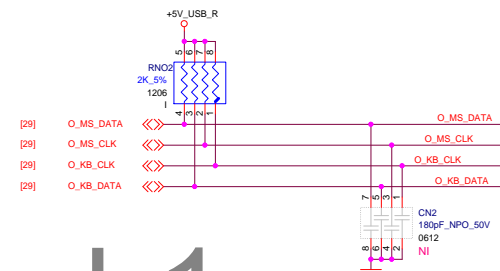 +5V_USB_R
5 6 7 8
RNO2
2K_5%
1206
I
4 3 2 1
[29] O_MS_DATA O_MS_DATA
[29] O_MS_CLK O_MS_CLK
[29] O_KB_CLK O_KB_CLK
[29] O_KB_DATA O_KB_DATA
7 5 3 1
CN2
180pF_NPO_50V
0612
NI
8 6 4 2